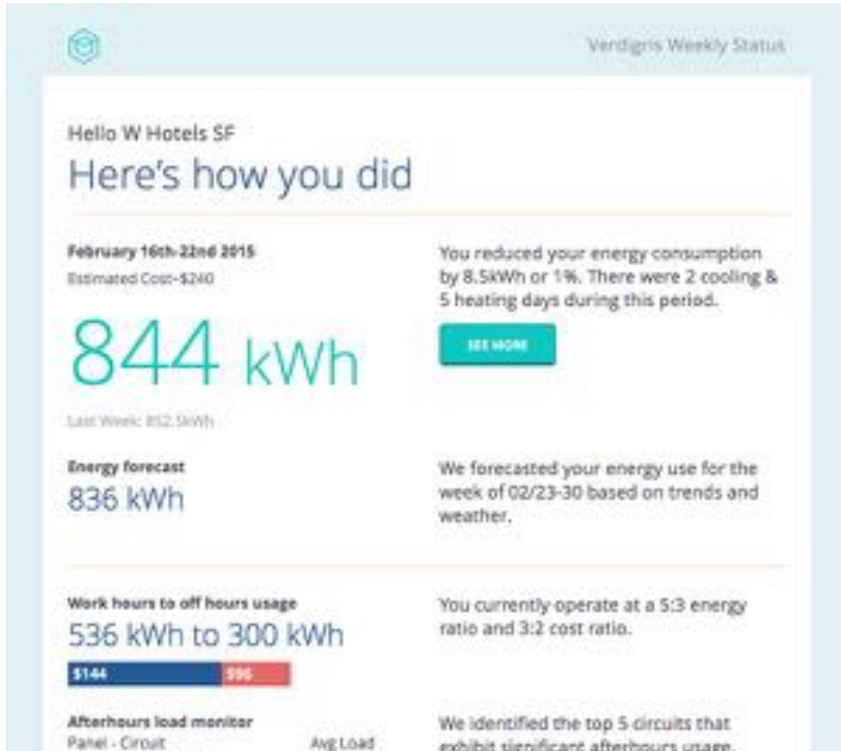 Verdigris Weekly Status
Hello W Hotels SF
Here's how you did
February 16th-22nd 2015
Estimated Cost~$240
844 kWh
Last Week: 852.5kWh
You reduced your energy consumption
by 8.5kWh or 1%. There were 2 cooling &
5 heating days during this period.
SEE MORE
Energy forecast
836 kWh
We forecasted your energy use for the
week of 02/23-30 based on trends and
weather.
Work hours to off hours usage
536 kWh to 300 kWh
$144 $96
You currently operate at a 5:3 energy
ratio and 3:2 cost ratio.
Afterhours load monitor
Panel - Circuit Avg Load
We identified the top 5 circuits that
exhibit significant afterhours usage